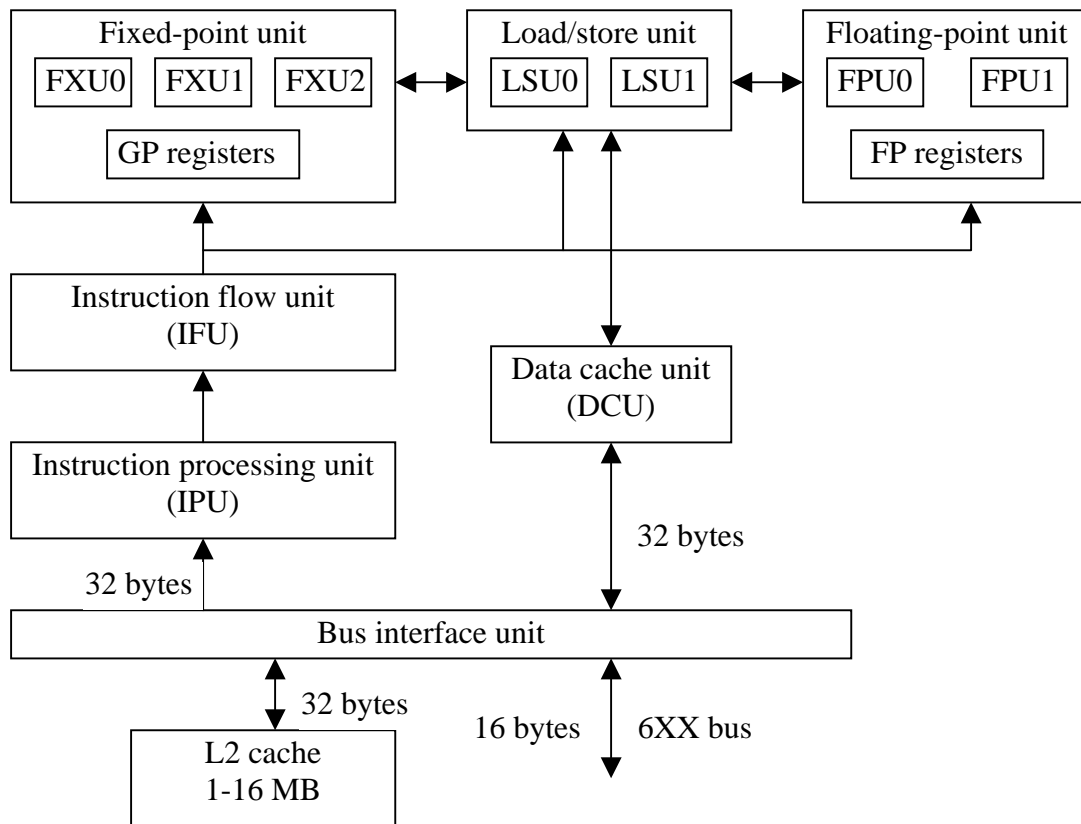 Fixed-point unit
FXU0 FXU1 FXU2
GP registers
Load/store unit
LSU0 LSU1
Floating-point unit
FPU0 FPU1
FP registers
Instruction flow unit
(IFU)
Data cache unit
(DCU)
Instruction processing unit
(IPU)
32 bytes
32 bytes
Bus interface unit
32 bytes
16 bytes
6XX bus
L2 cache
1-16 MB